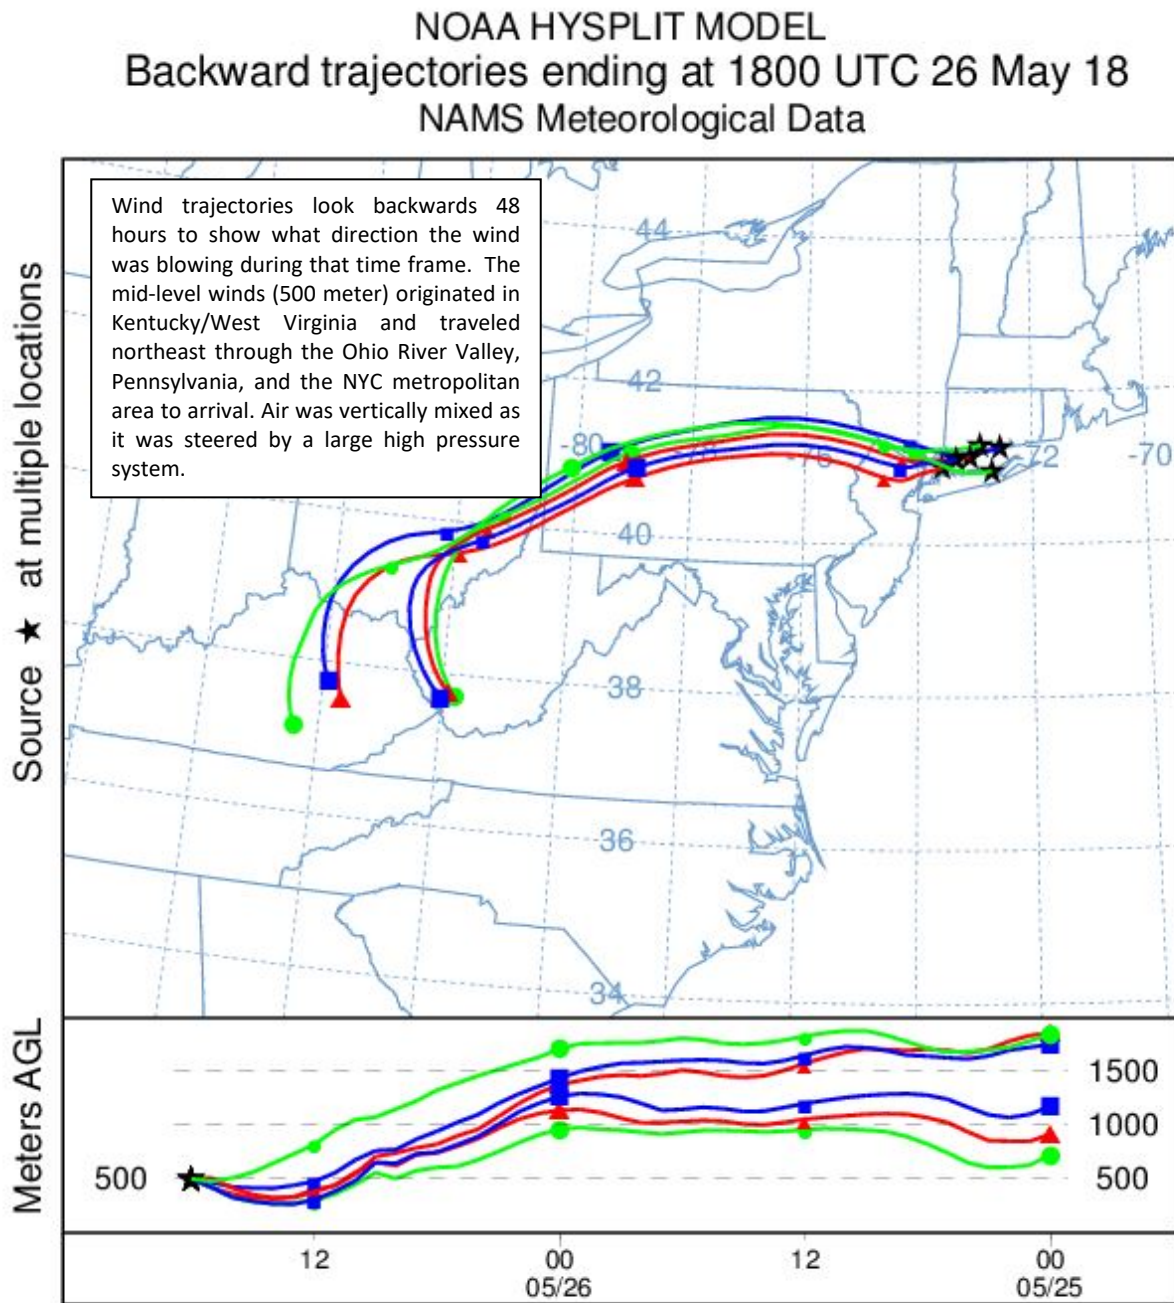 NOAA HYSPLIT MODEL
Backward trajectories ending at 1800 UTC 26 May 18
NAMS Meteorological Data
Source ★ at multiple locations
Wind trajectories look backwards 48
hours to show what direction the wind
was blowing during that time frame. The
mid-level winds (500 meter) originated in
Kentucky/West Virginia and traveled
northeast through the Ohio River Valley,
Pennsylvania, and the NYC metropolitan
area to arrival. Air was vertically mixed as
it was steered by a large high pressure
system.
44
42
-80
-72
-70
40
38
36
34
Meters AGL
500
1500
1000
500
12 00 12 00
05/26 05/25